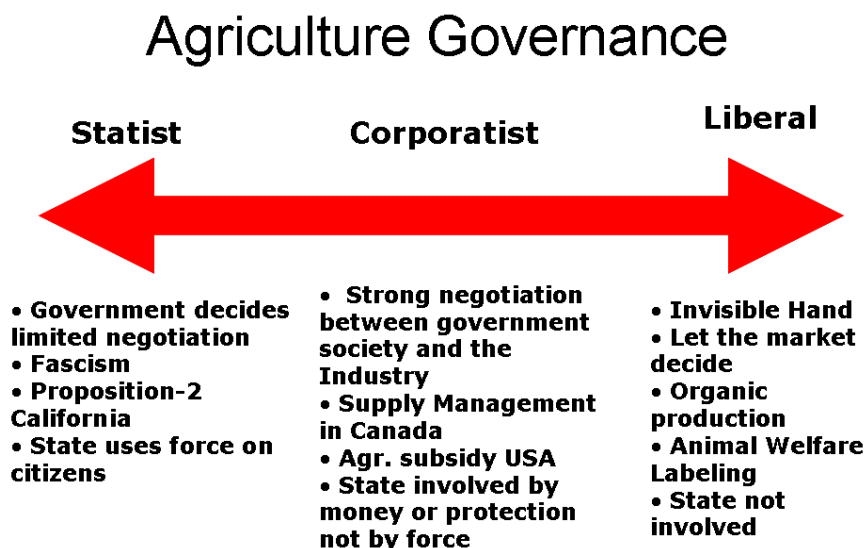 Agriculture Governance
Statist
Corporatist
Liberal
• Government decides
limited negotiation
• Fascism
• Proposition-2
California
• State uses force on
citizens
• Strong negotiation
between government
society and the
Industry
• Supply Management
in Canada
• Agr. subsidy USA
• State involved by
money or protection
not by force
• Invisible Hand
• Let the market
decide
• Organic
production
• Animal Welfare
Labeling
• State not
involved